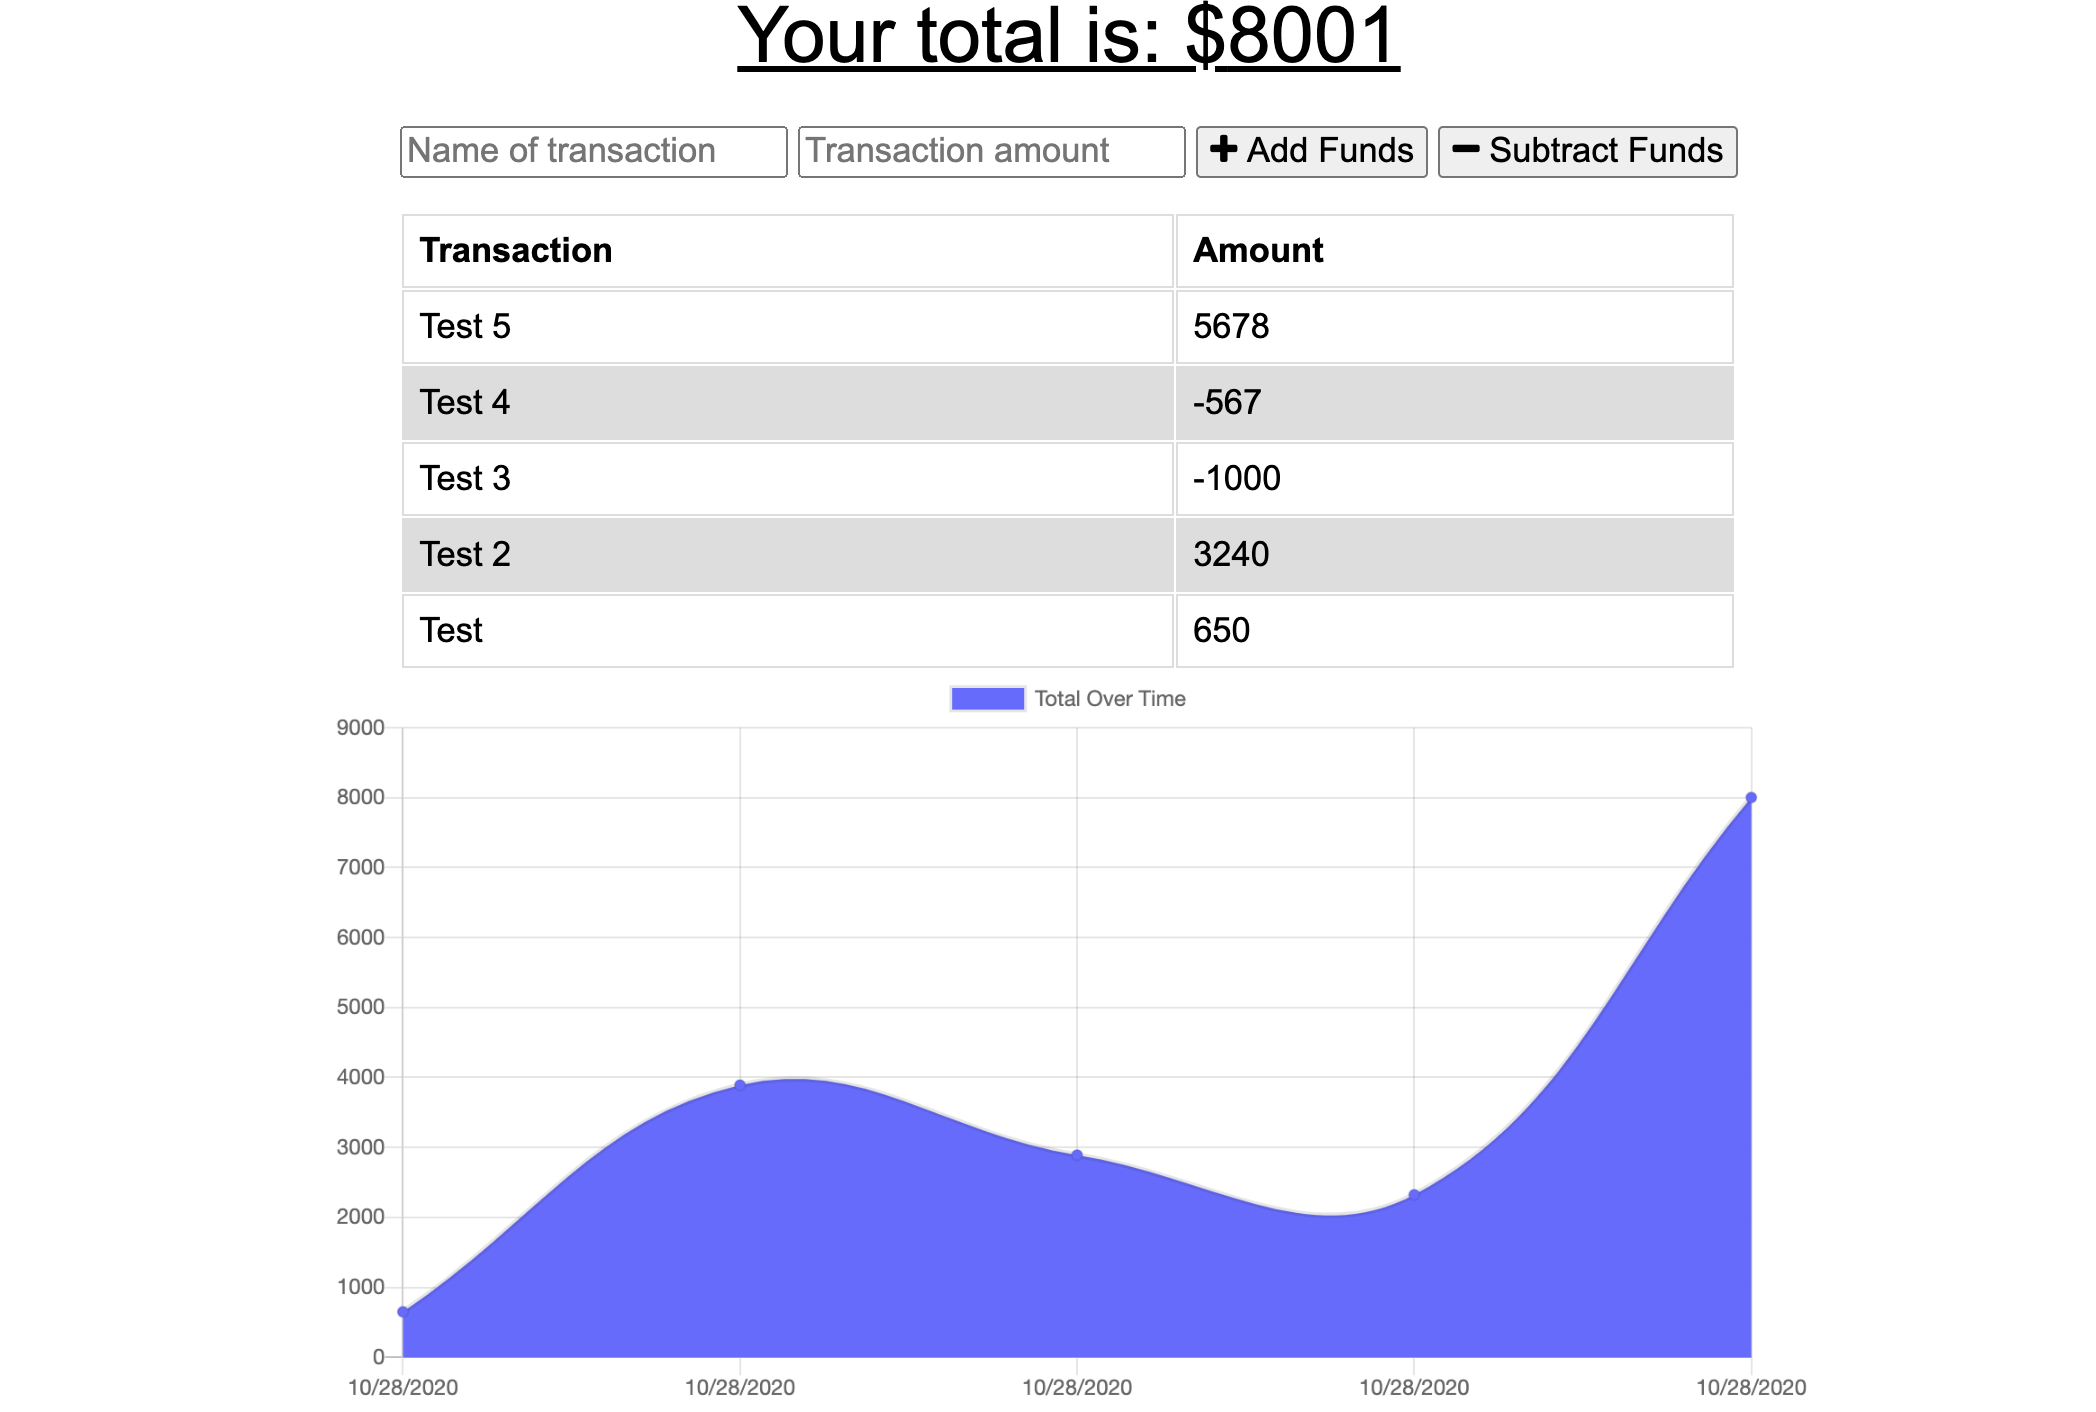 Your total is: $8001
Name of transaction Transaction amount + Add Funds − Subtract Funds
Transaction Amount
Test 5 5678
Test 4 -567
Test 3 -1000
Test 2 3240
Test 650
Total Over Time
9000
8000
7000
6000
5000
4000
3000
2000
1000
0
10/28/2020 10/28/2020 10/28/2020 10/28/2020 10/28/2020